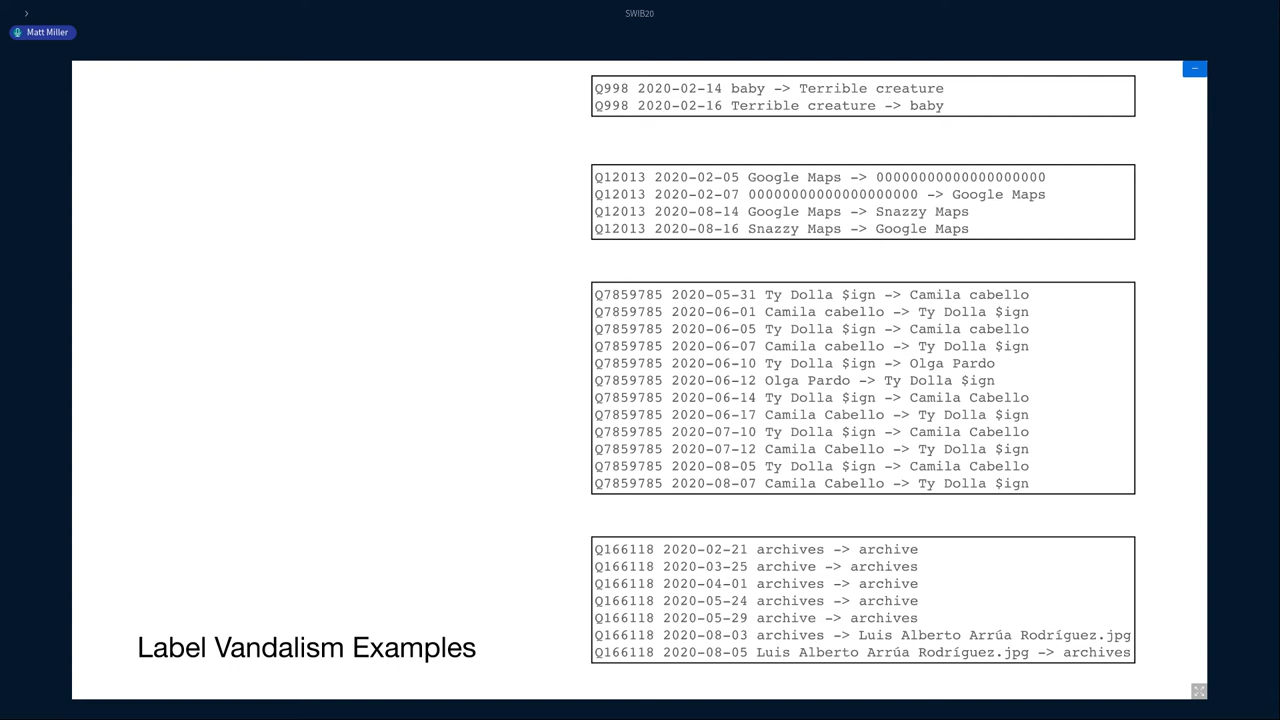 SWIB20
Matt Miller
Q998 2020-02-14 baby -> Terrible creature
Q998 2020-02-16 Terrible creature -> baby
Q12013 2020-02-05 Google Maps -> 00000000000000000000
Q12013 2020-02-07 00000000000000000000 -> Google Maps
Q12013 2020-08-14 Google Maps -> Snazzy Maps
Q12013 2020-08-16 Snazzy Maps -> Google Maps
Q7859785 2020-05-31 Ty Dolla $ign -> Camila cabello
Q7859785 2020-06-01 Camila cabello -> Ty Dolla $ign
Q7859785 2020-06-05 Ty Dolla $ign -> Camila cabello
Q7859785 2020-06-07 Camila cabello -> Ty Dolla $ign
Q7859785 2020-06-10 Ty Dolla $ign -> Olga Pardo
Q7859785 2020-06-12 Olga Pardo -> Ty Dolla $ign
Q7859785 2020-06-14 Ty Dolla $ign -> Camila Cabello
Q7859785 2020-06-17 Camila Cabello -> Ty Dolla $ign
Q7859785 2020-07-10 Ty Dolla $ign -> Camila Cabello
Q7859785 2020-07-12 Camila Cabello -> Ty Dolla $ign
Q7859785 2020-08-05 Ty Dolla $ign -> Camila Cabello
Q7859785 2020-08-07 Camila Cabello -> Ty Dolla $ign
Q166118 2020-02-21 archives -> archive
Q166118 2020-03-25 archive -> archives
Q166118 2020-04-01 archives -> archive
Q166118 2020-05-24 archives -> archive
Q166118 2020-05-29 archive -> archives
Q166118 2020-08-03 archives -> Luis Alberto Arrúa Rodríguez.jpg
Q166118 2020-08-05 Luis Alberto Arrúa Rodríguez.jpg -> archives
Label Vandalism Examples